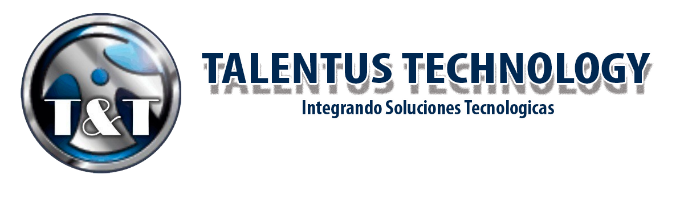 T&T
TALENTUS TECHNOLOGY
Integrando Soluciones Tecnologicas